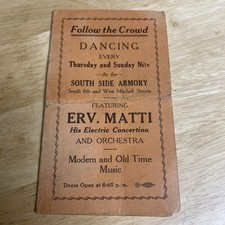 Follow the Crowd
DANCING
EVERY
Thursday and Sunday Nite
At the
SOUTH SIDE ARMORY
South 6th and West Mitchell Streets
FEATURING
ERV. MATTI
His Electric Concertina
AND ORCHESTRA
Modern and Old Time
Music
Doors Open at 6:45 p. m.